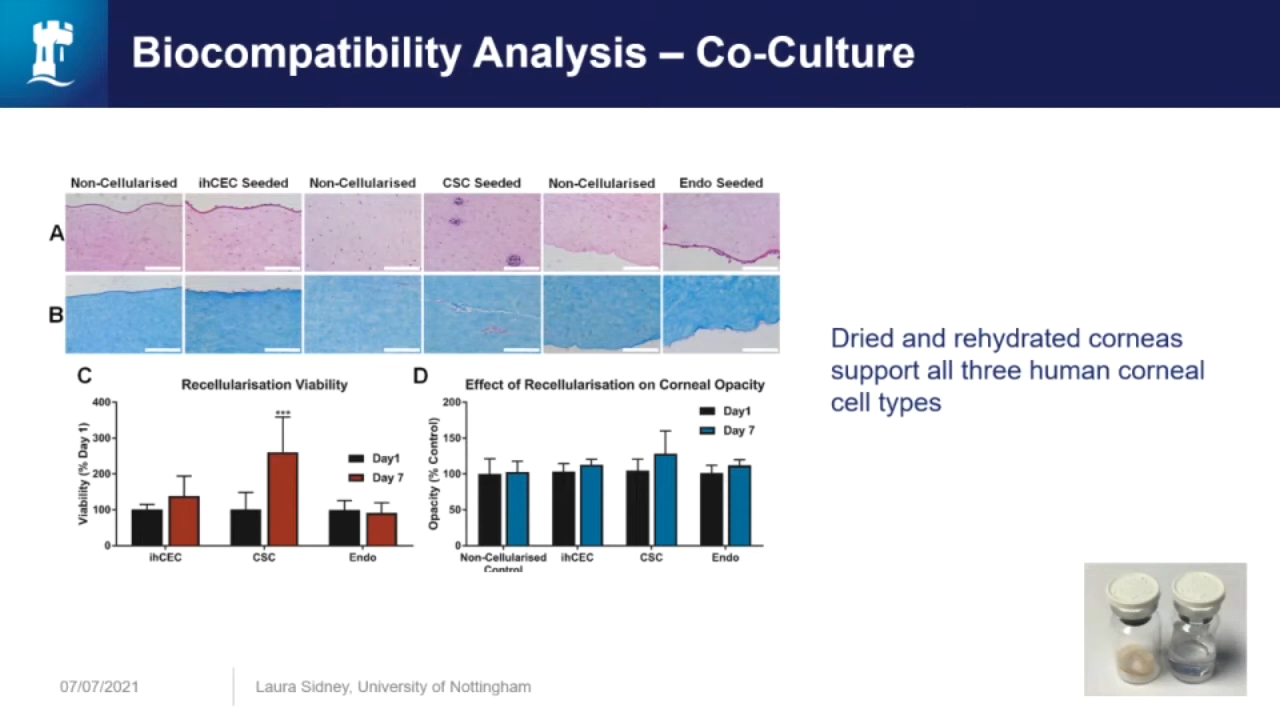 Biocompatibility Analysis – Co-Culture
Non-Cellularised ihCEC Seeded Non-Cellularised CSC Seeded Non-Cellularised Endo Seeded
A
B
C
Recellularisation Viability
Viability (% Day 1)
400
300
200
100
0
***
Day1
Day 7
ihCEC CSC Endo
D
Effect of Recellularisation on Corneal Opacity
Opacity (% Control)
200
150
100
50
0
Day1
Day 7
Non-Cellularised
Control
ihCEC CSC Endo
Dried and rehydrated corneas
support all three human corneal
cell types
07/07/2021
Laura Sidney, University of Nottingham